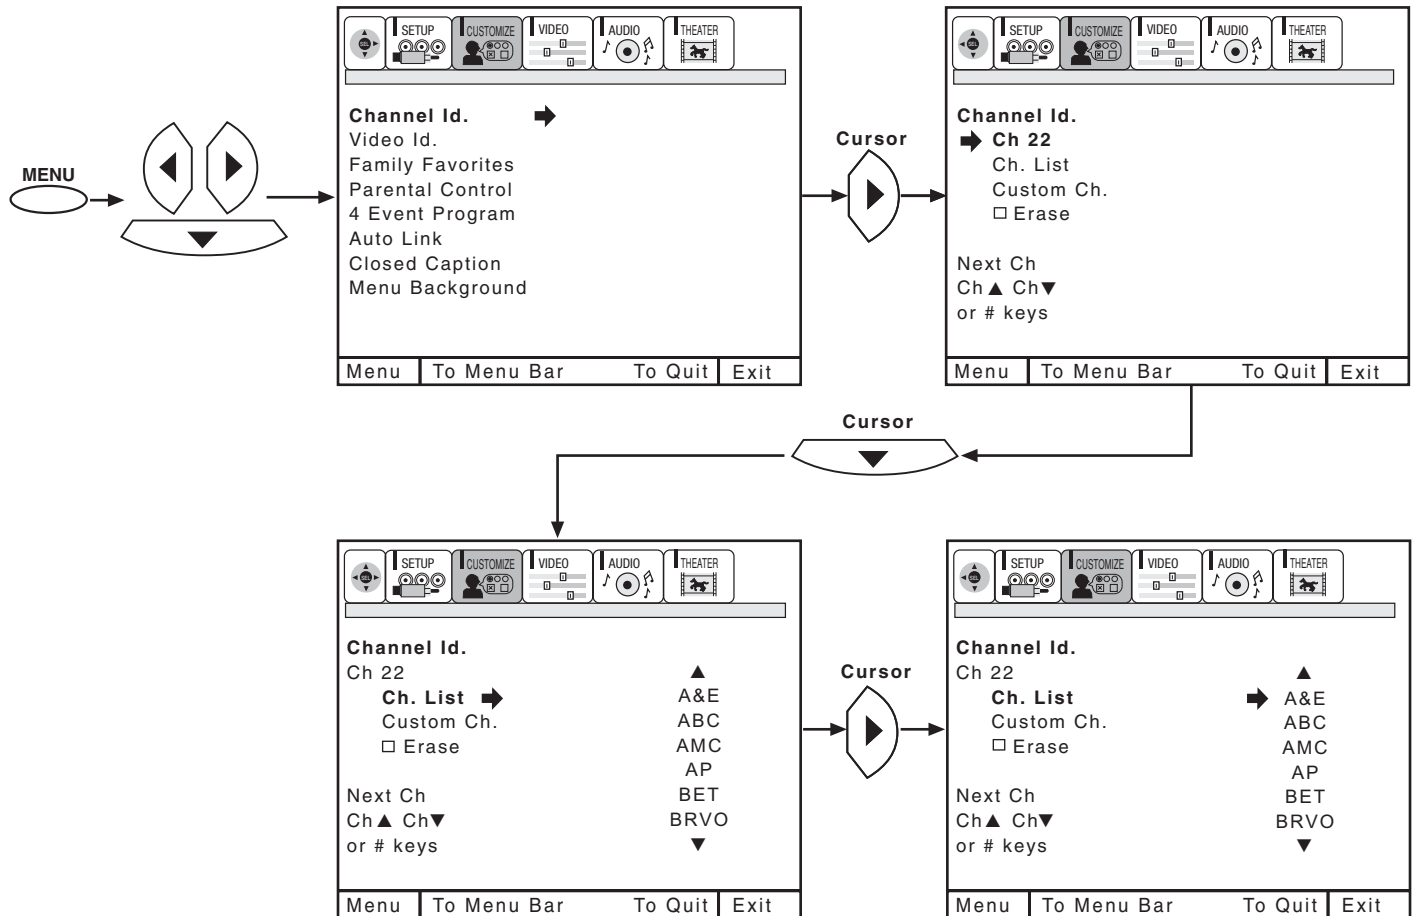 MENU
SEL
SETUP
CUSTOMIZE
VIDEO
AUDIO
THEATER
Channel Id.
Video Id.
Family Favorites
Parental Control
4 Event Program
Auto Link
Closed Caption
Menu Background
Menu To Menu Bar To Quit Exit
Cursor
SEL
SETUP
CUSTOMIZE
VIDEO
AUDIO
THEATER
Channel Id.
Ch 22
Ch. List
Custom Ch.
Erase
Next Ch
Ch▲ Ch▼
or # keys
Menu To Menu Bar To Quit Exit
Cursor
SEL
SETUP
CUSTOMIZE
VIDEO
AUDIO
THEATER
Channel Id.
Ch 22
Ch. List
A&E
Custom Ch.
ABC
Erase
AMC
AP
Next Ch
BET
Ch▲ Ch▼
BRVO
or # keys
Menu To Menu Bar To Quit Exit
Cursor
SEL
SETUP
CUSTOMIZE
VIDEO
AUDIO
THEATER
Channel Id.
Ch 22
Ch. List
A&E
Custom Ch.
ABC
Erase
AMC
AP
Next Ch
BET
Ch▲ Ch▼
BRVO
or # keys
Menu To Menu Bar To Quit Exit